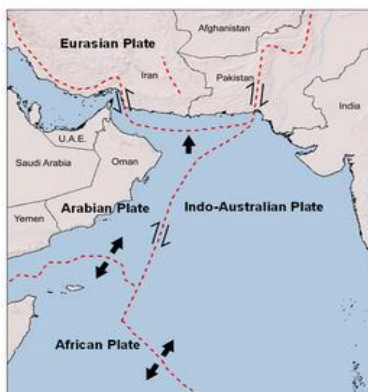 Afghanistan
Eurasian Plate
Iran
Pakistan
India
U.A.E.
Saudi Arabia
Oman
Arabian Plate
Indo-Australian Plate
Yemen
African Plate